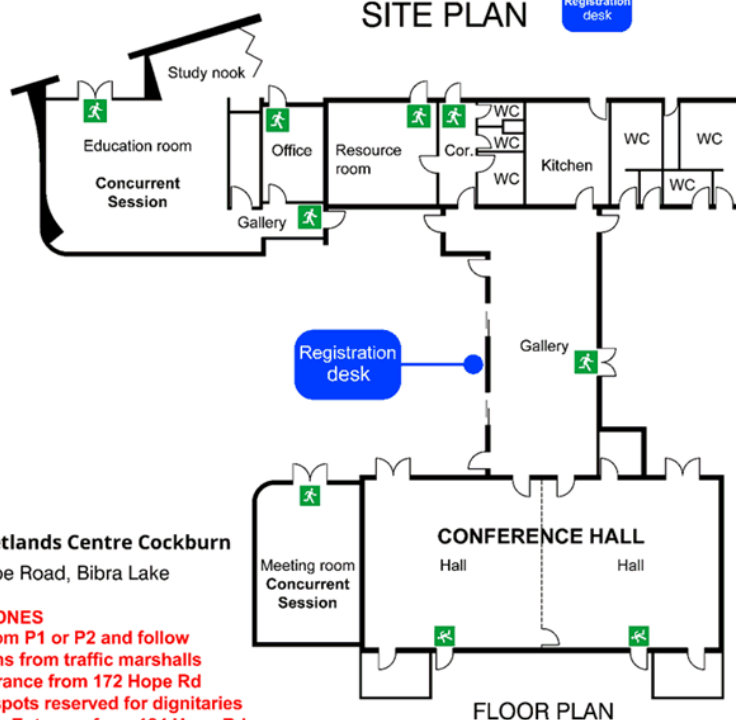 SITE PLAN
Registration
desk
Study nook
Education room
Concurrent
Session
Office
Resource
room
Cor.
WC
WC
WC
Kitchen
WC
WC
WC
Gallery
Gallery
Registration
desk
CONFERENCE HALL
Hall
Hall
Meeting room
Concurrent
Session
etlands Centre Cockburn
pe Road, Bibra Lake
ONES
om P1 or P2 and follow
ns from traffic marshalls
rance from 172 Hope Rd
spots reserved for dignitaries
FLOOR PLAN